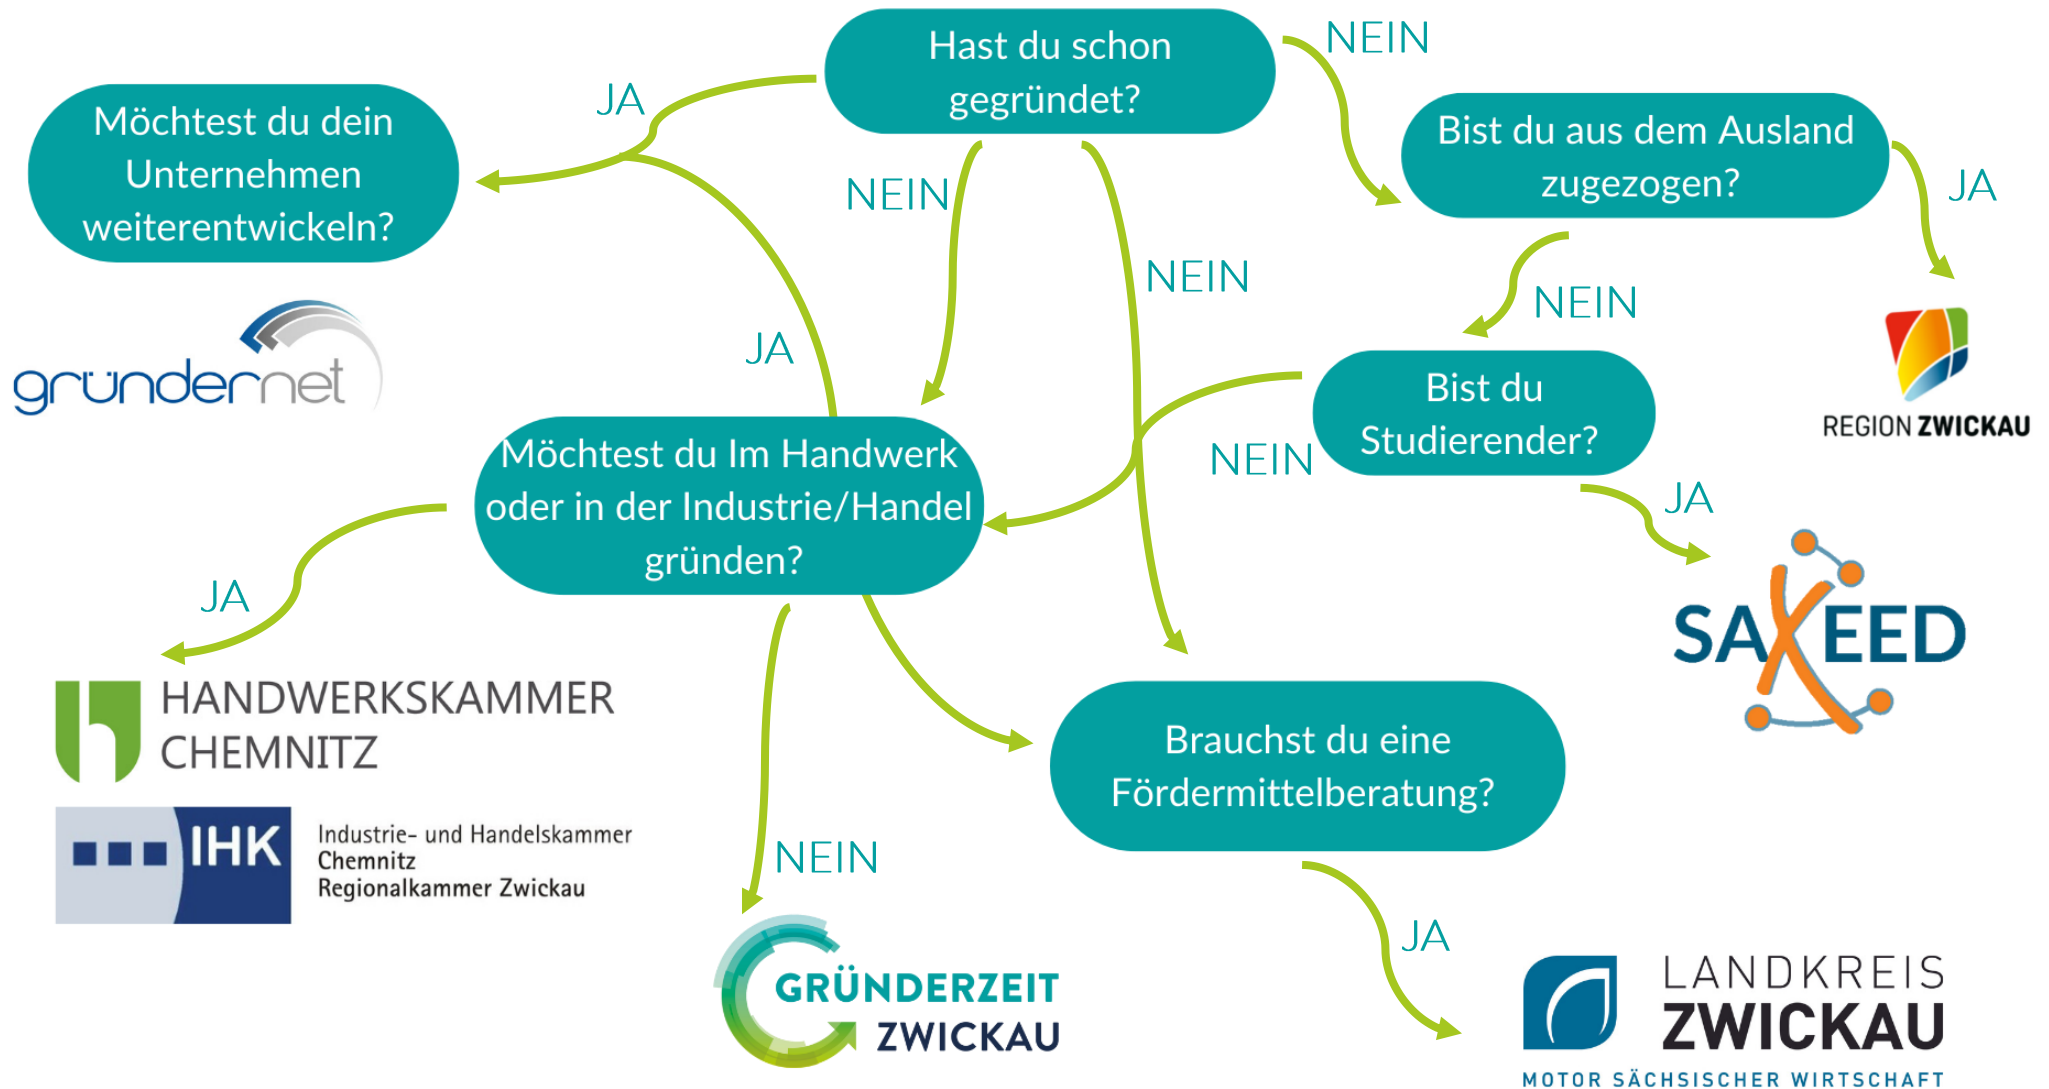 Hast du schon
gegründet?
NEIN
JA
Möchtest du dein
Unternehmen
weiterentwickeln?
gründernet
Bist du aus dem Ausland
zugezogen?
JA
REGION ZWICKAU
NEIN
NEIN
NEIN
JA
Bist du
Studierender?
NEIN
JA
SAXEED
Möchtest du Im Handwerk
oder in der Industrie/Handel
gründen?
JA
HANDWERKSKAMMER
CHEMNITZ
IHK
Industrie- und Handelskammer
Chemnitz
Regionalkammer Zwickau
NEIN
GRÜNDERZEIT
ZWICKAU
Brauchst du eine
Fördermittelberatung?
JA
LANDKREIS
ZWICKAU
MOTOR SÄCHSISCHER WIRTSCHAFT